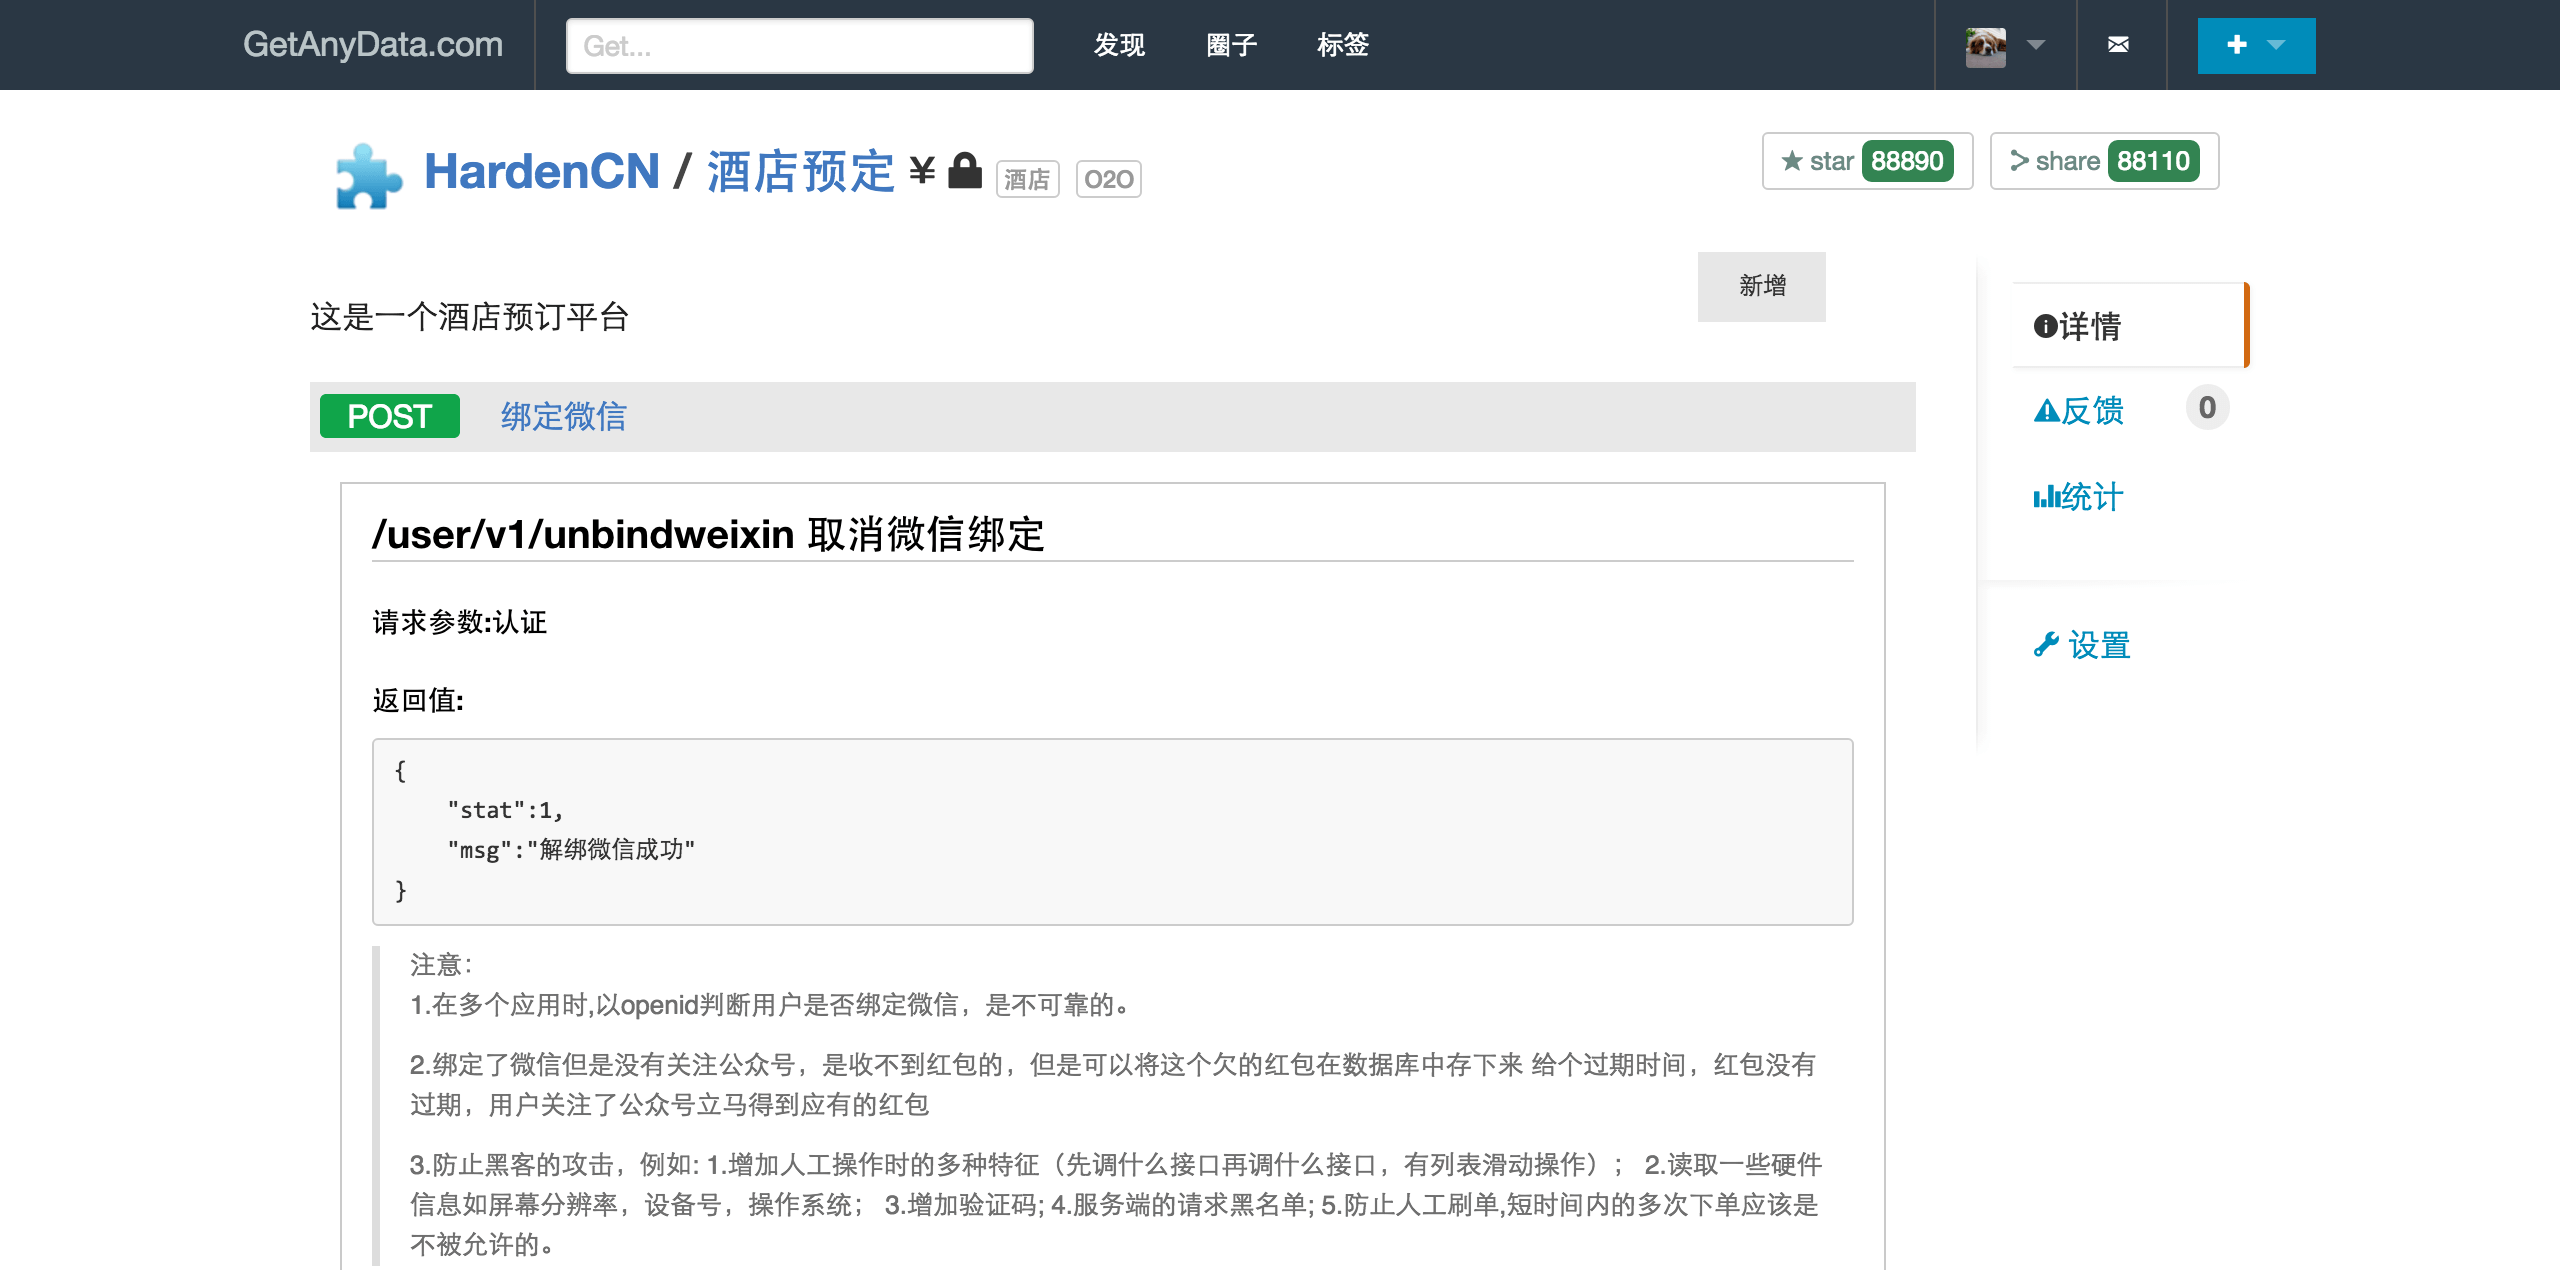 GetAnyData.com
Get...
发现
圈子
标签
HardenCN / 酒店预定 ¥
酒店
O2O
star 88890
share 88110
新增
这是一个酒店预订平台
POST 绑定微信
/user/v1/unbindweixin 取消微信绑定
请求参数:认证
返回值:
{
"stat":1,
"msg":"解绑微信成功"
}
注意：
1.在多个应用时,以openid判断用户是否绑定微信，是不可靠的。
2.绑定了微信但是没有关注公众号，是收不到红包的，但是可以将这个欠的红包在数据库中存下来 给个过期时间，红包没有
过期，用户关注了公众号立马得到应有的红包
3.防止黑客的攻击，例如: 1.增加人工操作时的多种特征（先调什么接口再调什么接口，有列表滑动操作）； 2.读取一些硬件
信息如屏幕分辨率，设备号，操作系统； 3.增加验证码; 4.服务端的请求黑名单; 5.防止人工刷单,短时间内的多次下单应该是
不被允许的。
详情
反馈 0
统计
设置